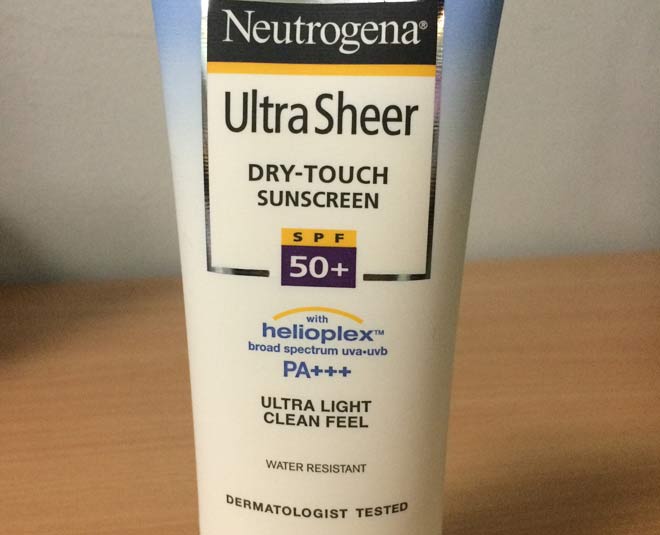 Neutrogena®
Ultra Sheer
DRY-TOUCH
SUNSCREEN
SPF
50+
with
helioplex™
broad spectrum uva•uvb
PA+++
ULTRA LIGHT
CLEAN FEEL
WATER RESISTANT
DERMATOLOGIST TESTED